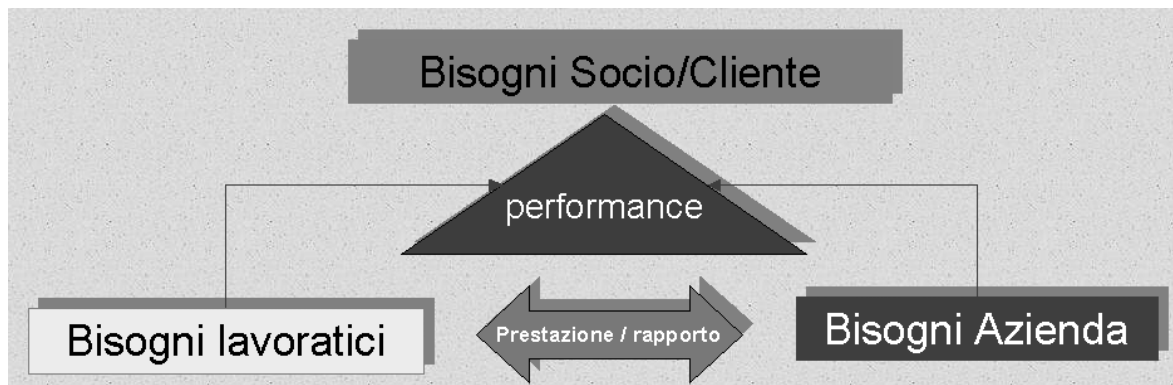 Bisogni Socio/Cliente
performance
Prestazione / rapporto
Bisogni lavoratici
Bisogni Azienda